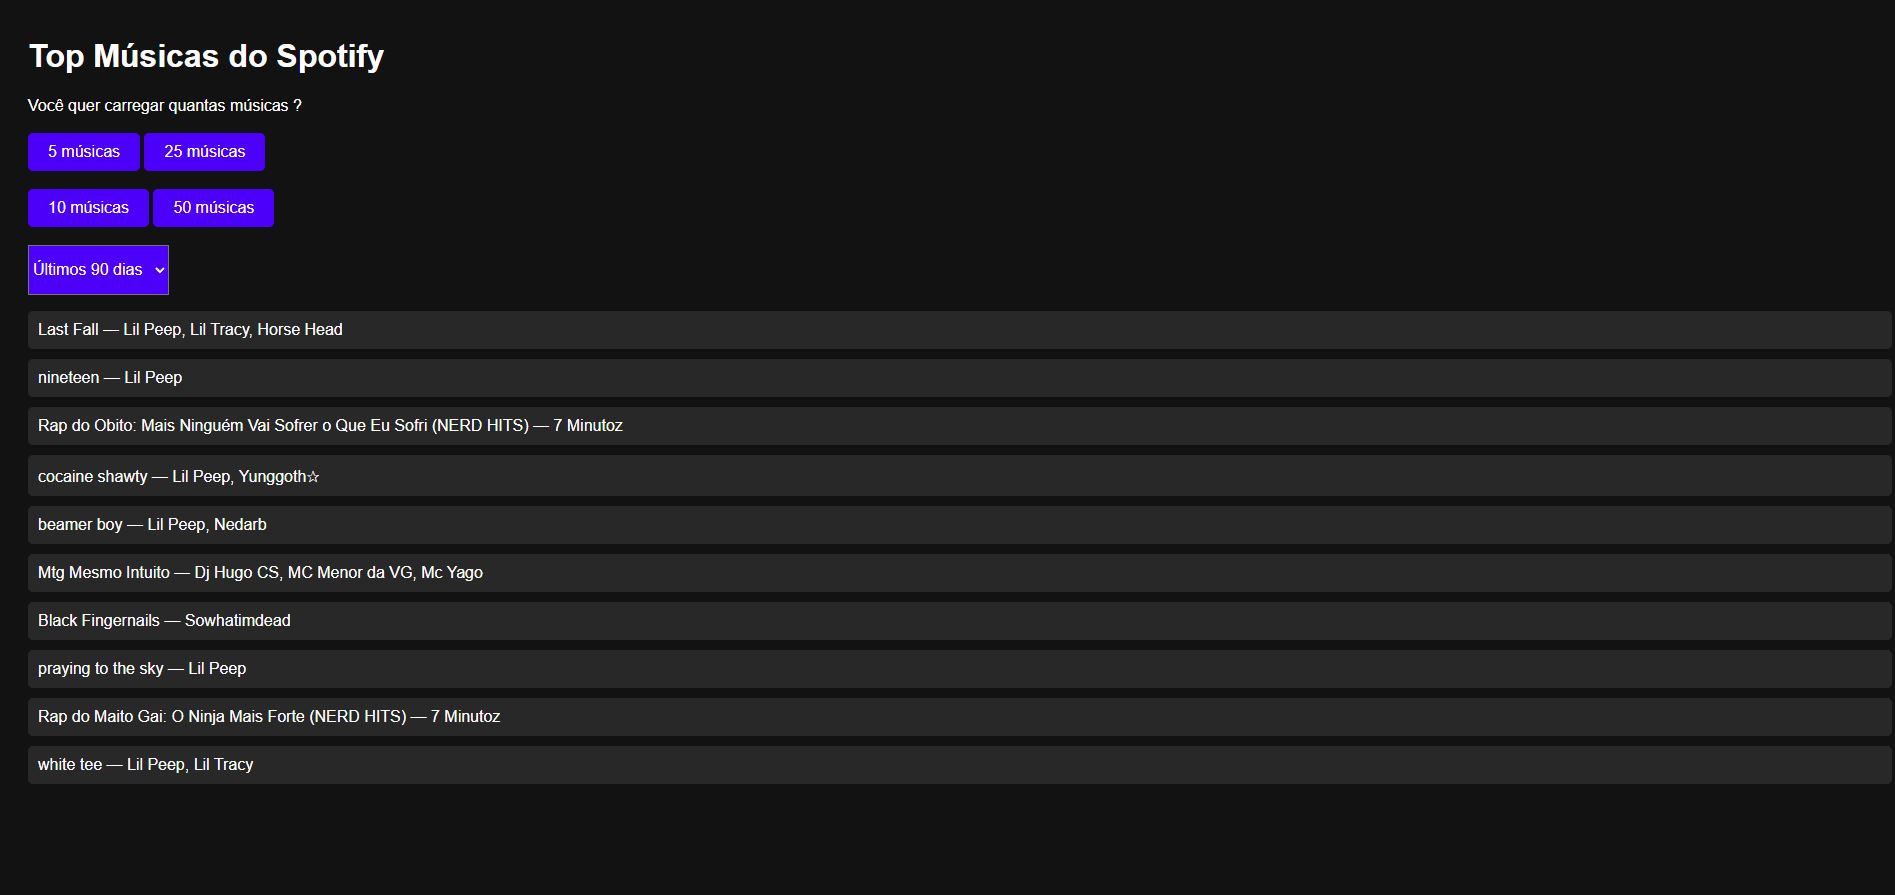 Top Músicas do Spotify
Você quer carregar quantas músicas ?
5 músicas 25 músicas
10 músicas 50 músicas
Últimos 90 dias
Last Fall — Lil Peep, Lil Tracy, Horse Head
nineteen — Lil Peep
Rap do Obito: Mais Ninguém Vai Sofrer o Que Eu Sofri (NERD HITS) — 7 Minutoz
cocaine shawty — Lil Peep, Yunggoth☆
beamer boy — Lil Peep, Nedarb
Mtg Mesmo Intuito — Dj Hugo CS, MC Menor da VG, Mc Yago
Black Fingernails — Sowhatimdead
praying to the sky — Lil Peep
Rap do Maito Gai: O Ninja Mais Forte (NERD HITS) — 7 Minutoz
white tee — Lil Peep, Lil Tracy